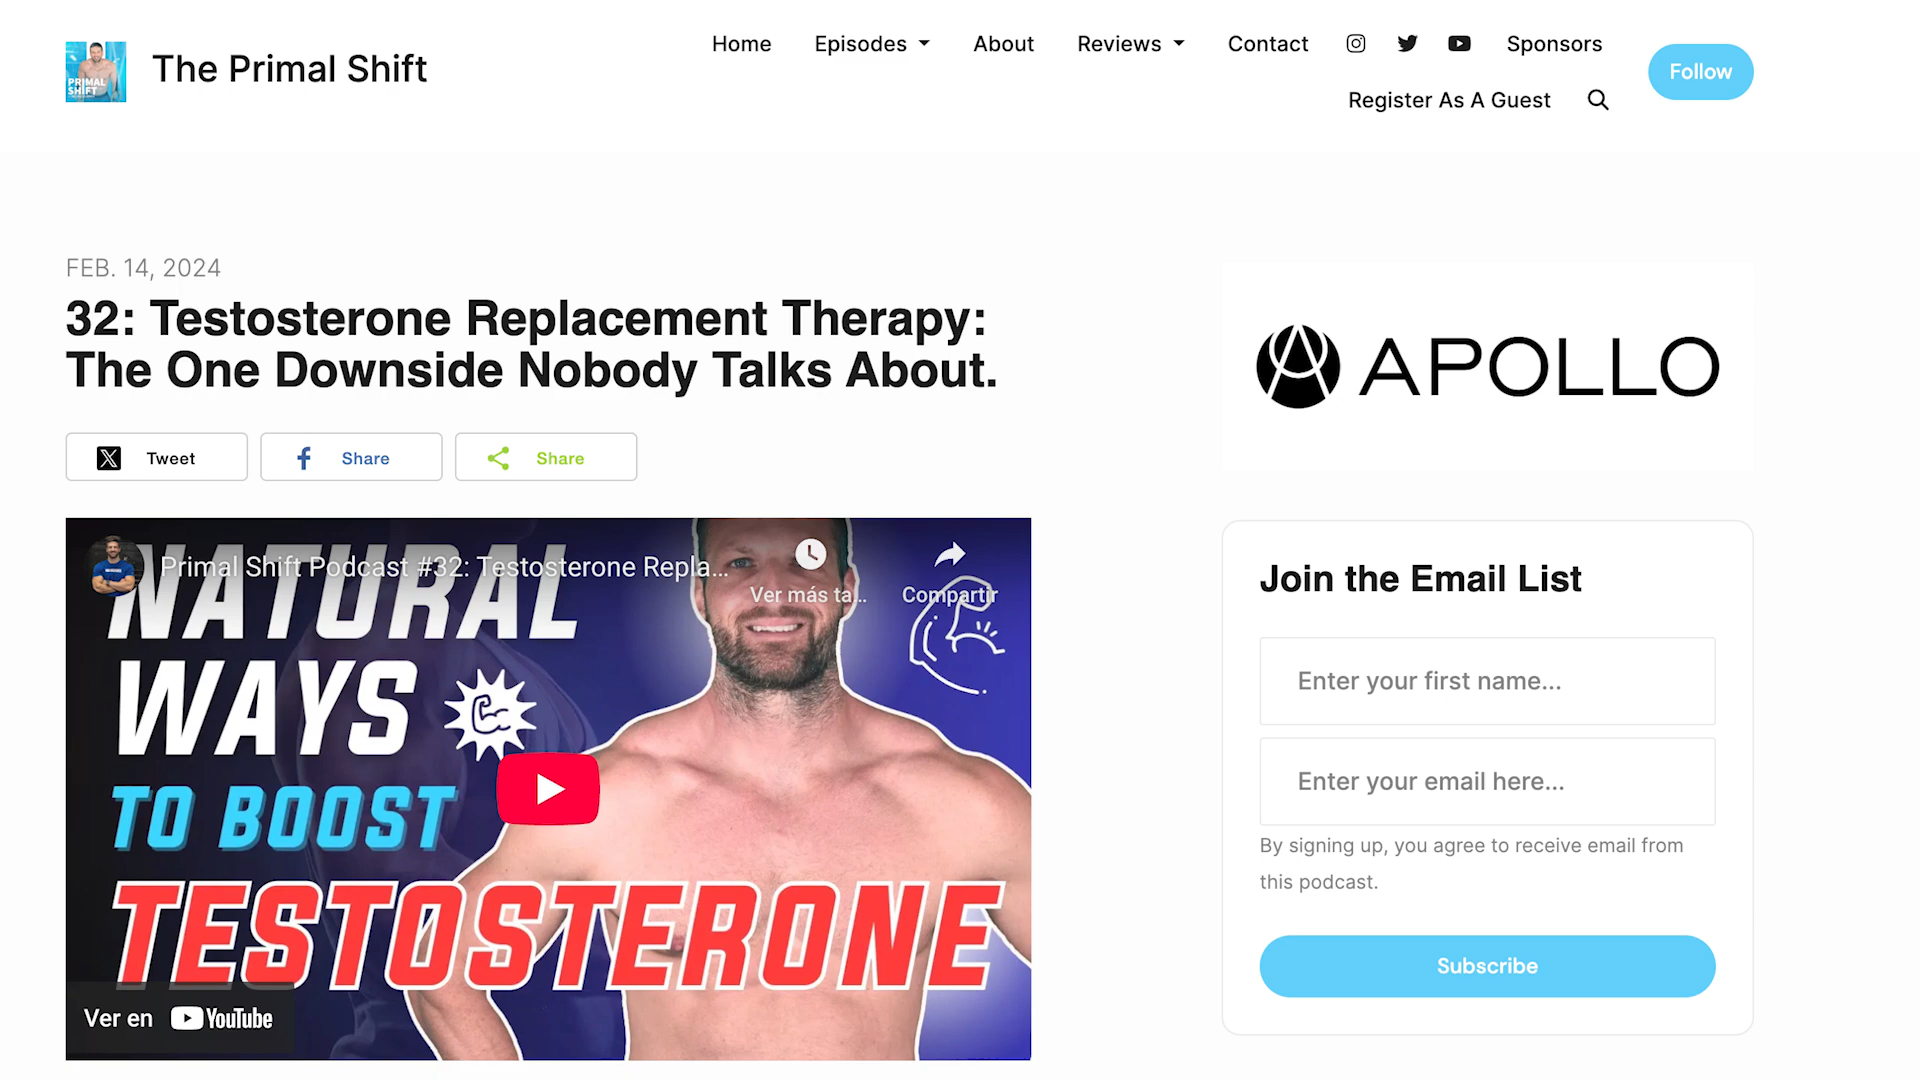 PRIMAL
SHIFT
The Primal Shift
Home
Episodes
About
Reviews
Contact
Sponsors
Register As A Guest
Follow
FEB. 14, 2024
32: Testosterone Replacement Therapy:
The One Downside Nobody Talks About.
Tweet
Share
Share
Primal Shift Podcast #32: Testosterone Repla...
Ver más ta...
Compartir
NATURAL
WAYS
TO BOOST
TESTOSTERONE
Ver en YouTube
APOLLO
Join the Email List
Enter your first name...
Enter your email here...
By signing up, you agree to receive email from
this podcast.
Subscribe